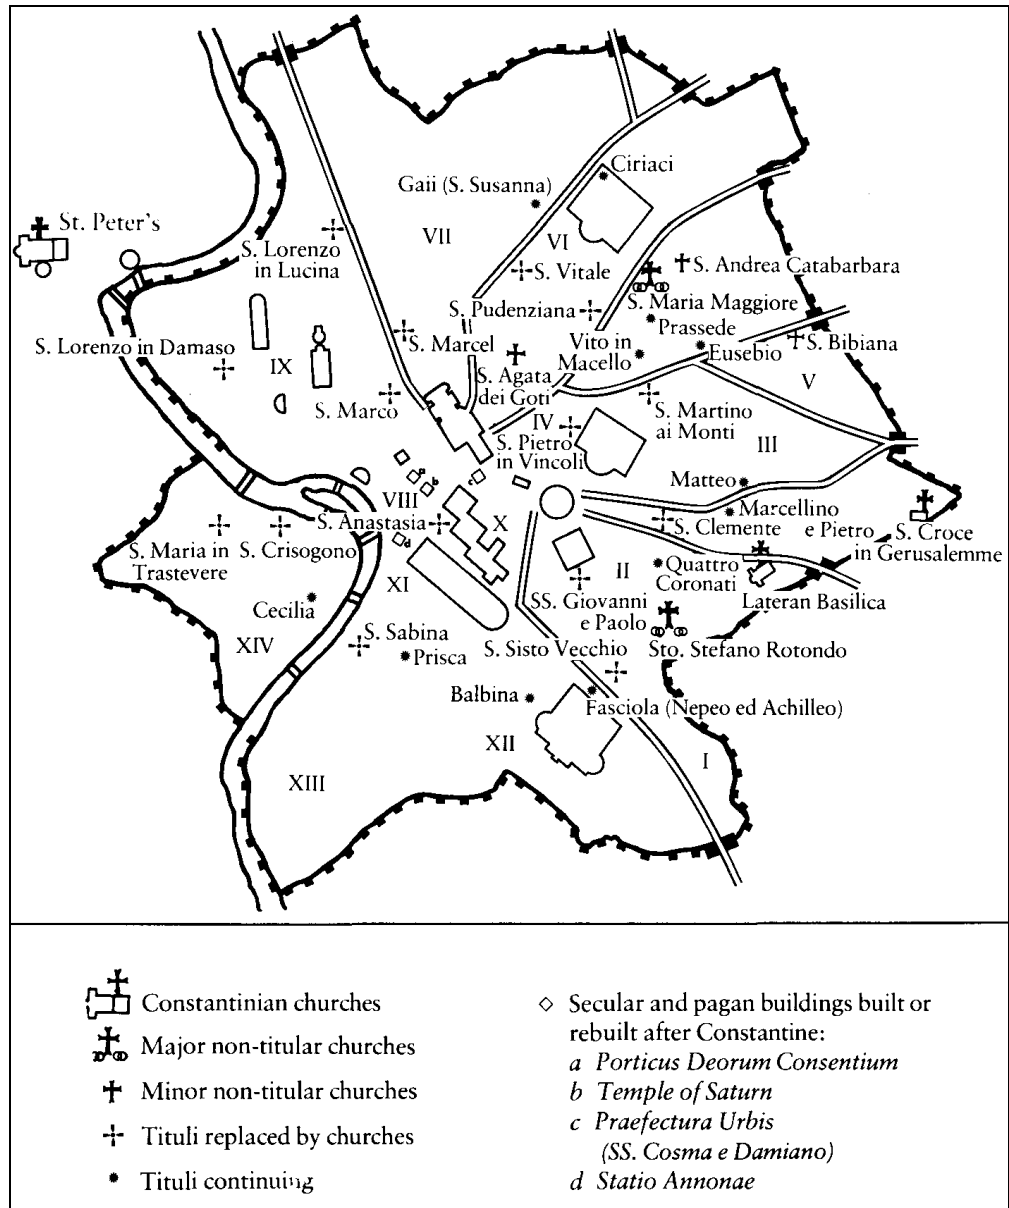 Ciriaci
Gaii (S. Susanna)
St. Peter's
VII
VI
S. Lorenzo
in Lucina
S. Vitale
S. Andrea Catabarbara
S. Maria Maggiore
S. Pudenziana
Prassede
S. Lorenzo in Damaso
S. Marcel
Vito in
Macello
Eusebio
S. Bibiana
IX
S. Agata
dei Goti
V
S. Marco
IV
S. Martino
ai Monti
S. Pietro
in Vincoli
III
Matteo
VIII
Marcellino
e Pietro
S. Anastasia
X
S. Clemente
S. Croce
in Gerusalemme
S. Maria in
Trastevere
S. Crisogono
XI
II
Quattro
Coronati
Cecilia
SS. Giovanni
e Paolo
Lateran Basilica
XIV
S. Sabina
Prisca
S. Sisto Vecchio
Sto. Stefano Rotondo
Balbina
Fasciola (Nepeo ed Achilleo)
XII
I
XIII
Constantinian churches
Major non-titular churches
Minor non-titular churches
Tituli replaced by churches
Tituli continuing
Secular and pagan buildings built or
rebuilt after Constantine:
a Porticus Deorum Consentium
b Temple of Saturn
c Praefectura Urbis
(SS. Cosma e Damiano)
d Statio Annonae